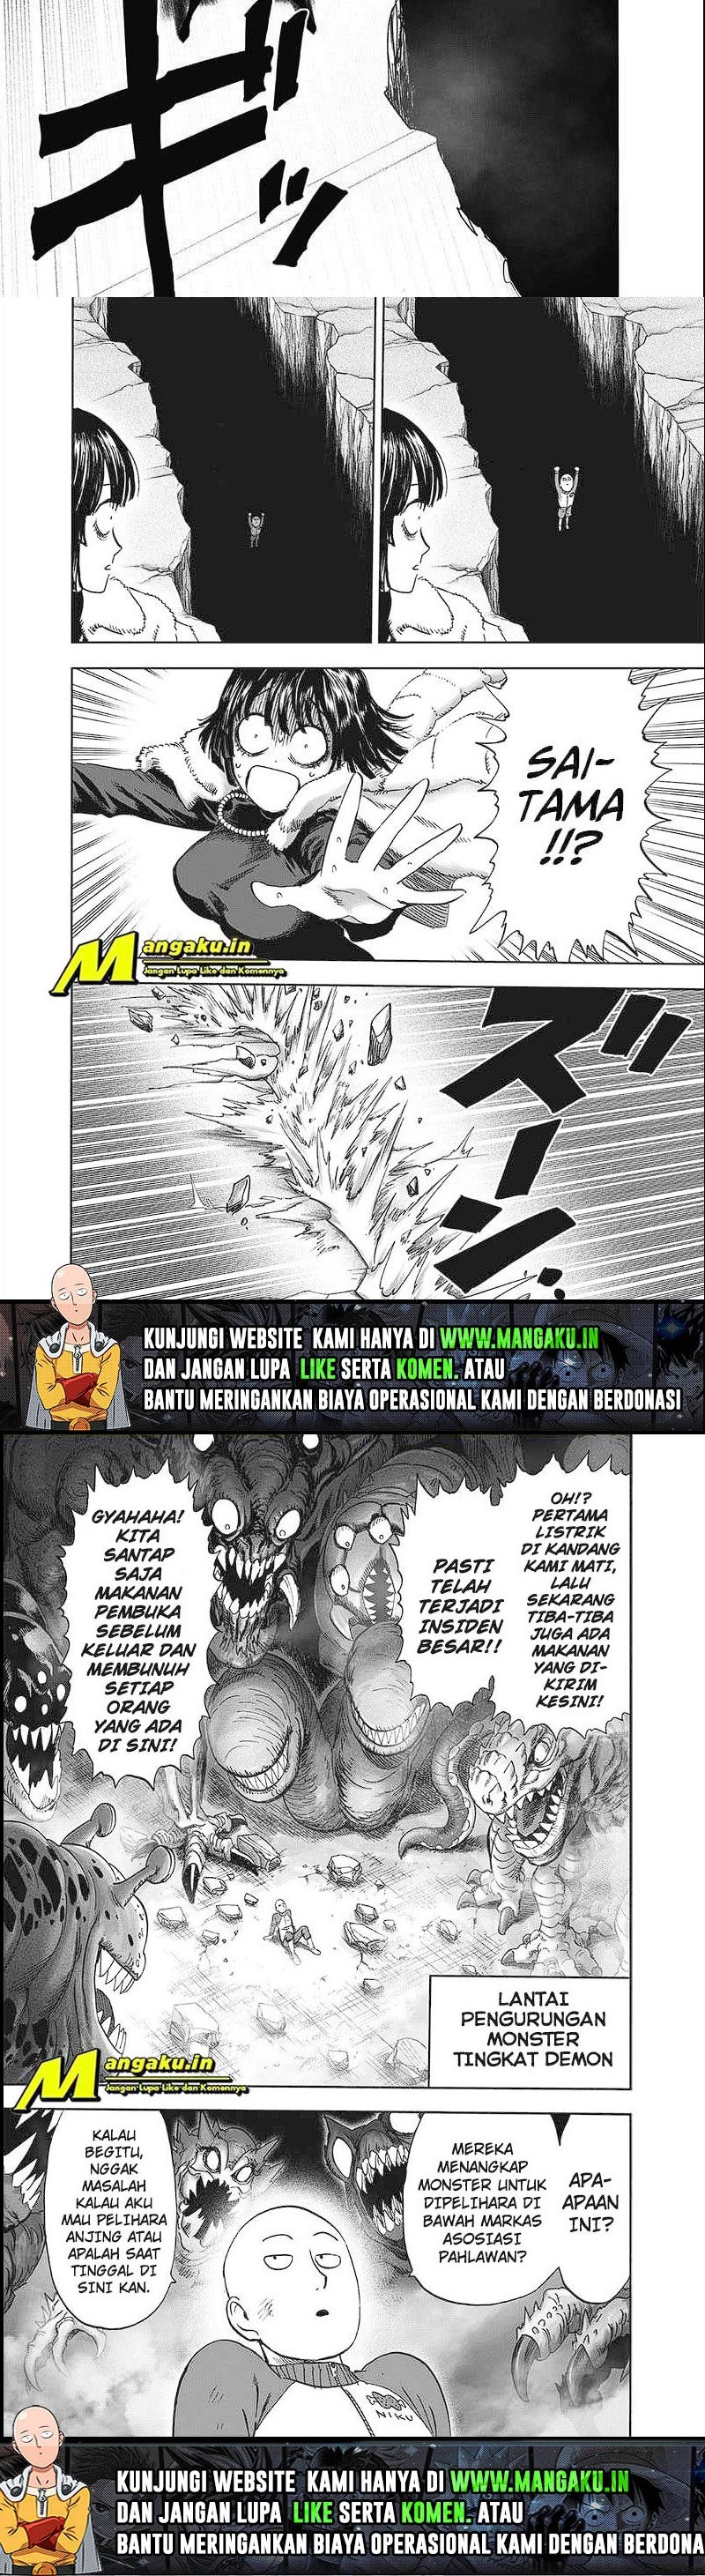 ギッ
SAI-
TAMA
!!?
Mangaku.in
Jangan Lupa Like dan Komennya
ズーン
KUNJUNGI WEBSITE KAMI HANYA DI WWW.MANGAKU.IN
DAN JANGAN LUPA LIKE SERTA KOMEN. ATAU
BANTU MERINGANKAN BIAYA OPERASIONAL KAMI DENGAN BERDONASI
OH!?
PERTAMA
LISTRIK
DI KANDANG
KAMI MATI,
LALU
SEKARANG
TIBA-TIBA
JUGA ADA
MAKANAN
YANG DI-
KIRIM
KESINI!
PASTI
TELAH
TERJADI
INSIDEN
BESAR!!
GYAHAHA!
KITA
SANTAP
SAJA
MAKANAN
PEMBUKA
SEBELUM
KELUAR DAN
MEMBUNUH
SETIAP
ORANG
YANG ADA
DI SINI!
LANTAI
PENGURUNGAN
MONSTER
TINGKAT DEMON
Mangaku.in
Jangan Lupa Like dan Komennya
APA-
APAAN
INI?
MEREKA
MENANGKAP
MONSTER UNTUK
DIPELIHARA DI
BAWAH MARKAS
ASOSIASI
PAHLAWAN?
KALAU
BEGITU,
NGGAK
MASALAH
KALAU AKU
MAU PELIHARA
ANJING ATAU
APALAH SAAT
TINGGAL DI
SINI KAN.
NIKU
KUNJUNGI WEBSITE KAMI HANYA DI WWW.MANGAKU.IN
DAN JANGAN LUPA LIKE SERTA KOMEN. ATAU
BANTU MERINGANKAN BIAYA OPERASIONAL KAMI DENGAN BERDONA